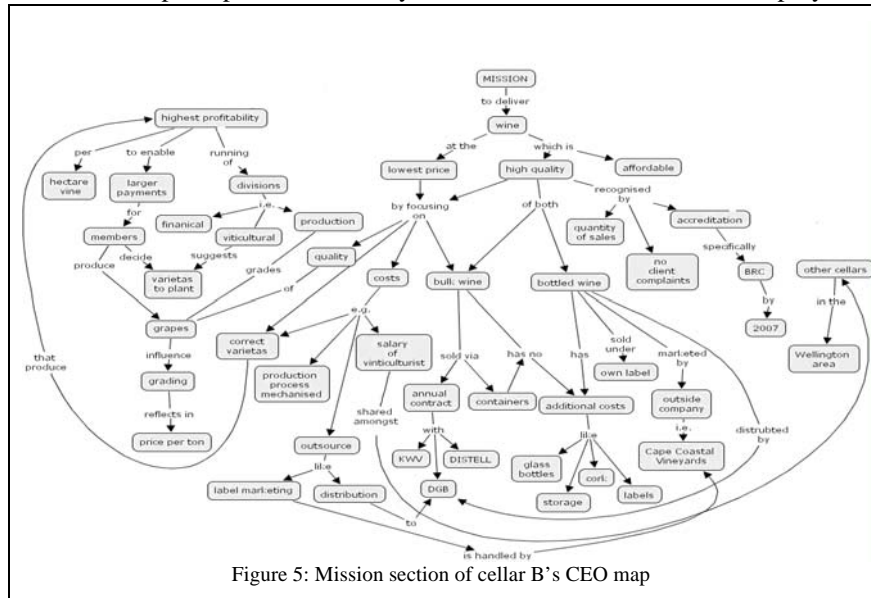 MISSION
to deliver
highest profitability
wine
at the
which is
per
to enable
running
of
lowest price
high quality
affordable
hectare
vine
larger
payments
divisions
by focusing
on
of both
recognised
by
accreditation
for
i.e.
finanical
production
quantity
of sales
specifically
members
viticultural
quality
no
client
complaints
produce
decide
suggests
grades
costs
bulk wine
bottled wine
BRC
other cellars
varietas
to plant
of
by
in the
e.g.
grapes
2007
that
produce
correct
varietas
salary
of
vinticulturist
sold via
has no
has
sold
under
marketed
by
Wellington
area
influence
production
process
mechanised
own label
grading
shared
amongst
annual
contract
containers
additional costs
outside
company
reflects in
with
like
i.e.
distrubted
by
price per ton
outsource
KWV
DISTELL
glass
bottles
cork
Cape Coastal
Vineyards
like
DGB
storage
labels
label marketing
distribution
to
is handled by
Figure 5: Mission section of cellar B's CEO map